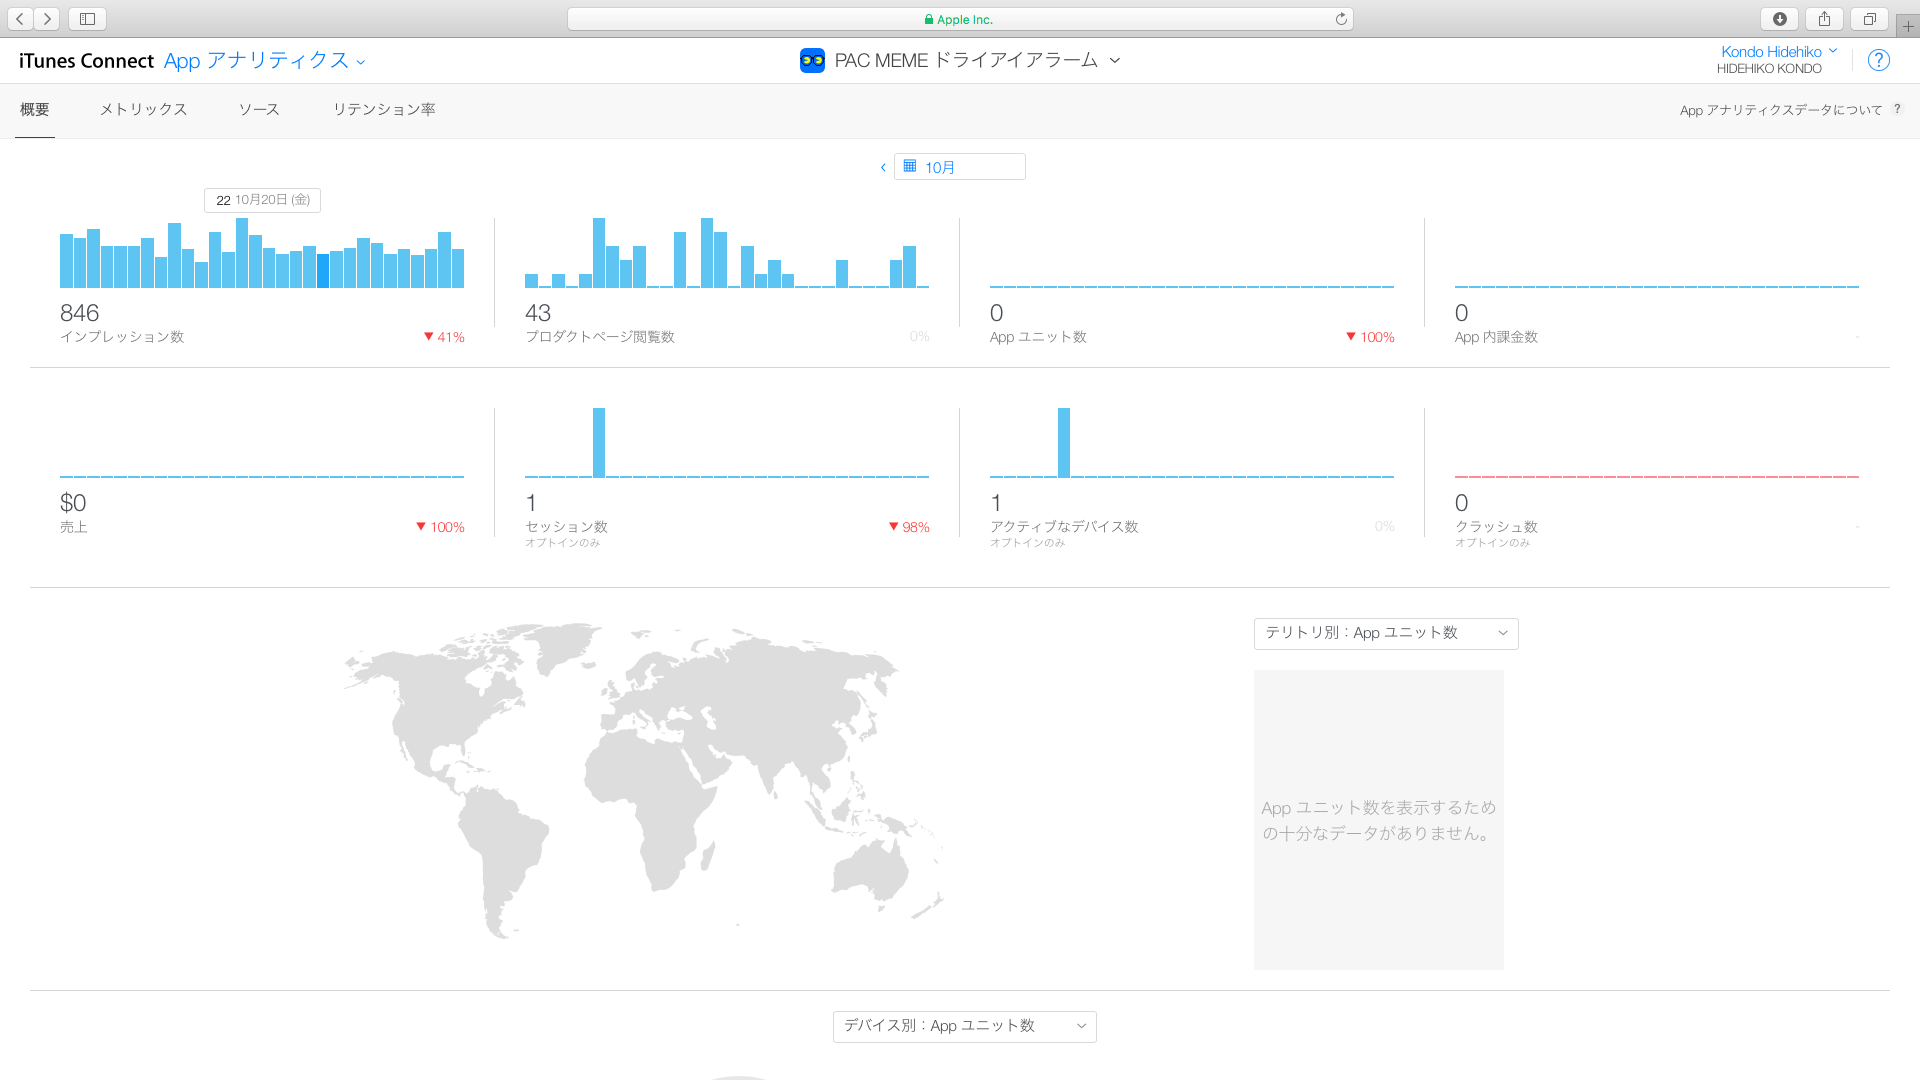 Apple Inc.
iTunes Connect App アナリティクス
PAC MEME ドライアイアラーム
Kondo Hidehiko
HIDEHIKO KONDO
?
概要 メトリックス ソース リテンション率
App アナリティクスデータについて ?
10月
22 10月20日 (金)
846
インプレッション数 ▼ 41%
43
プロダクトページ閲覧数 0%
0
App ユニット数 ▼ 100%
0
App 内課金数 -
$0
売上 ▼ 100%
1
セッション数 ▼ 98%
オプトインのみ
1
アクティブなデバイス数 0%
オプトインのみ
0
クラッシュ数 -
オプトインのみ
テリトリ別：App ユニット数
App ユニット数を表示するため
の十分なデータがありません。
デバイス別：App ユニット数